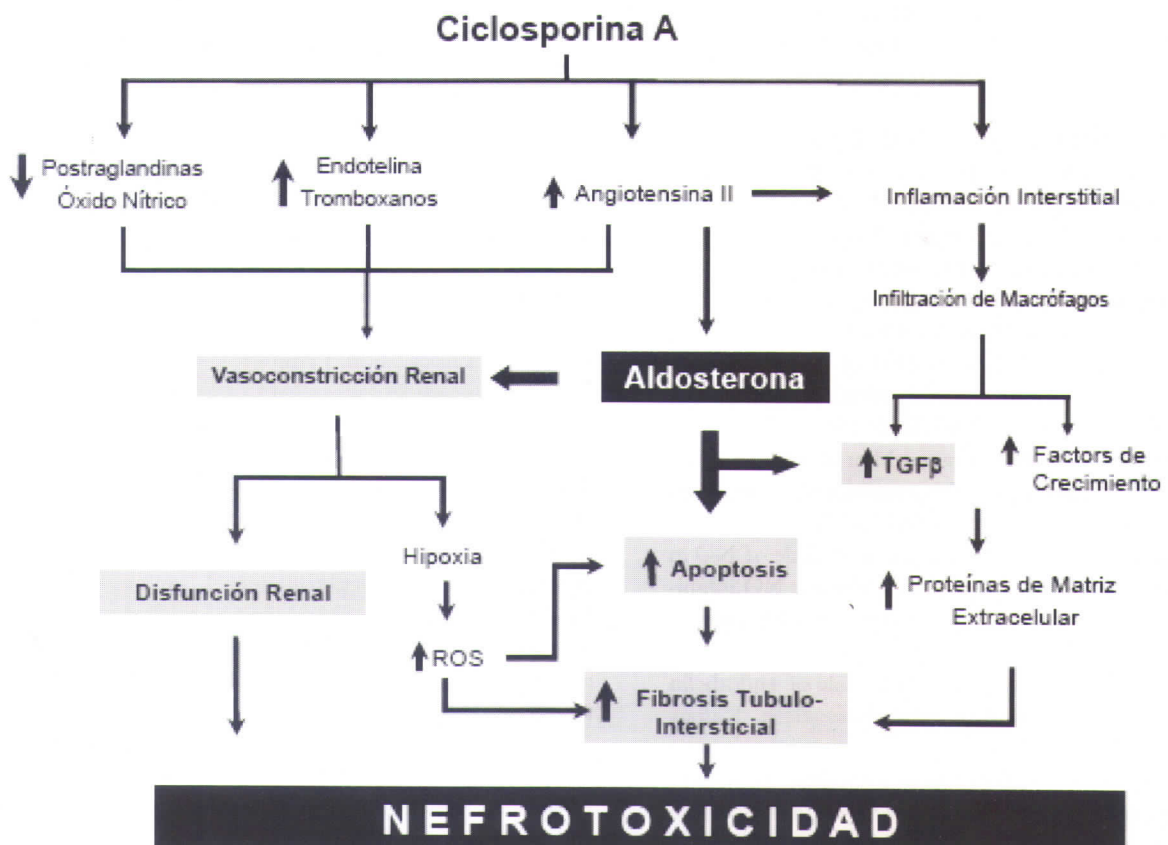 Ciclosporina A
Postraglandinas
Óxido Nítrico
Endotelina
Tromboxanos
Angiotensina II
Inflamación Interstitial
Infiltración de Macrófagos
Vasoconstricción Renal
Aldosterona
TGFβ
Factors de
Crecimiento
Hipoxia
Apoptosis
Disfunción Renal
Proteínas de Matriz
Extracelular
ROS
Fibrosis Tubulo-
Intersticial
NEFROTOXICIDAD